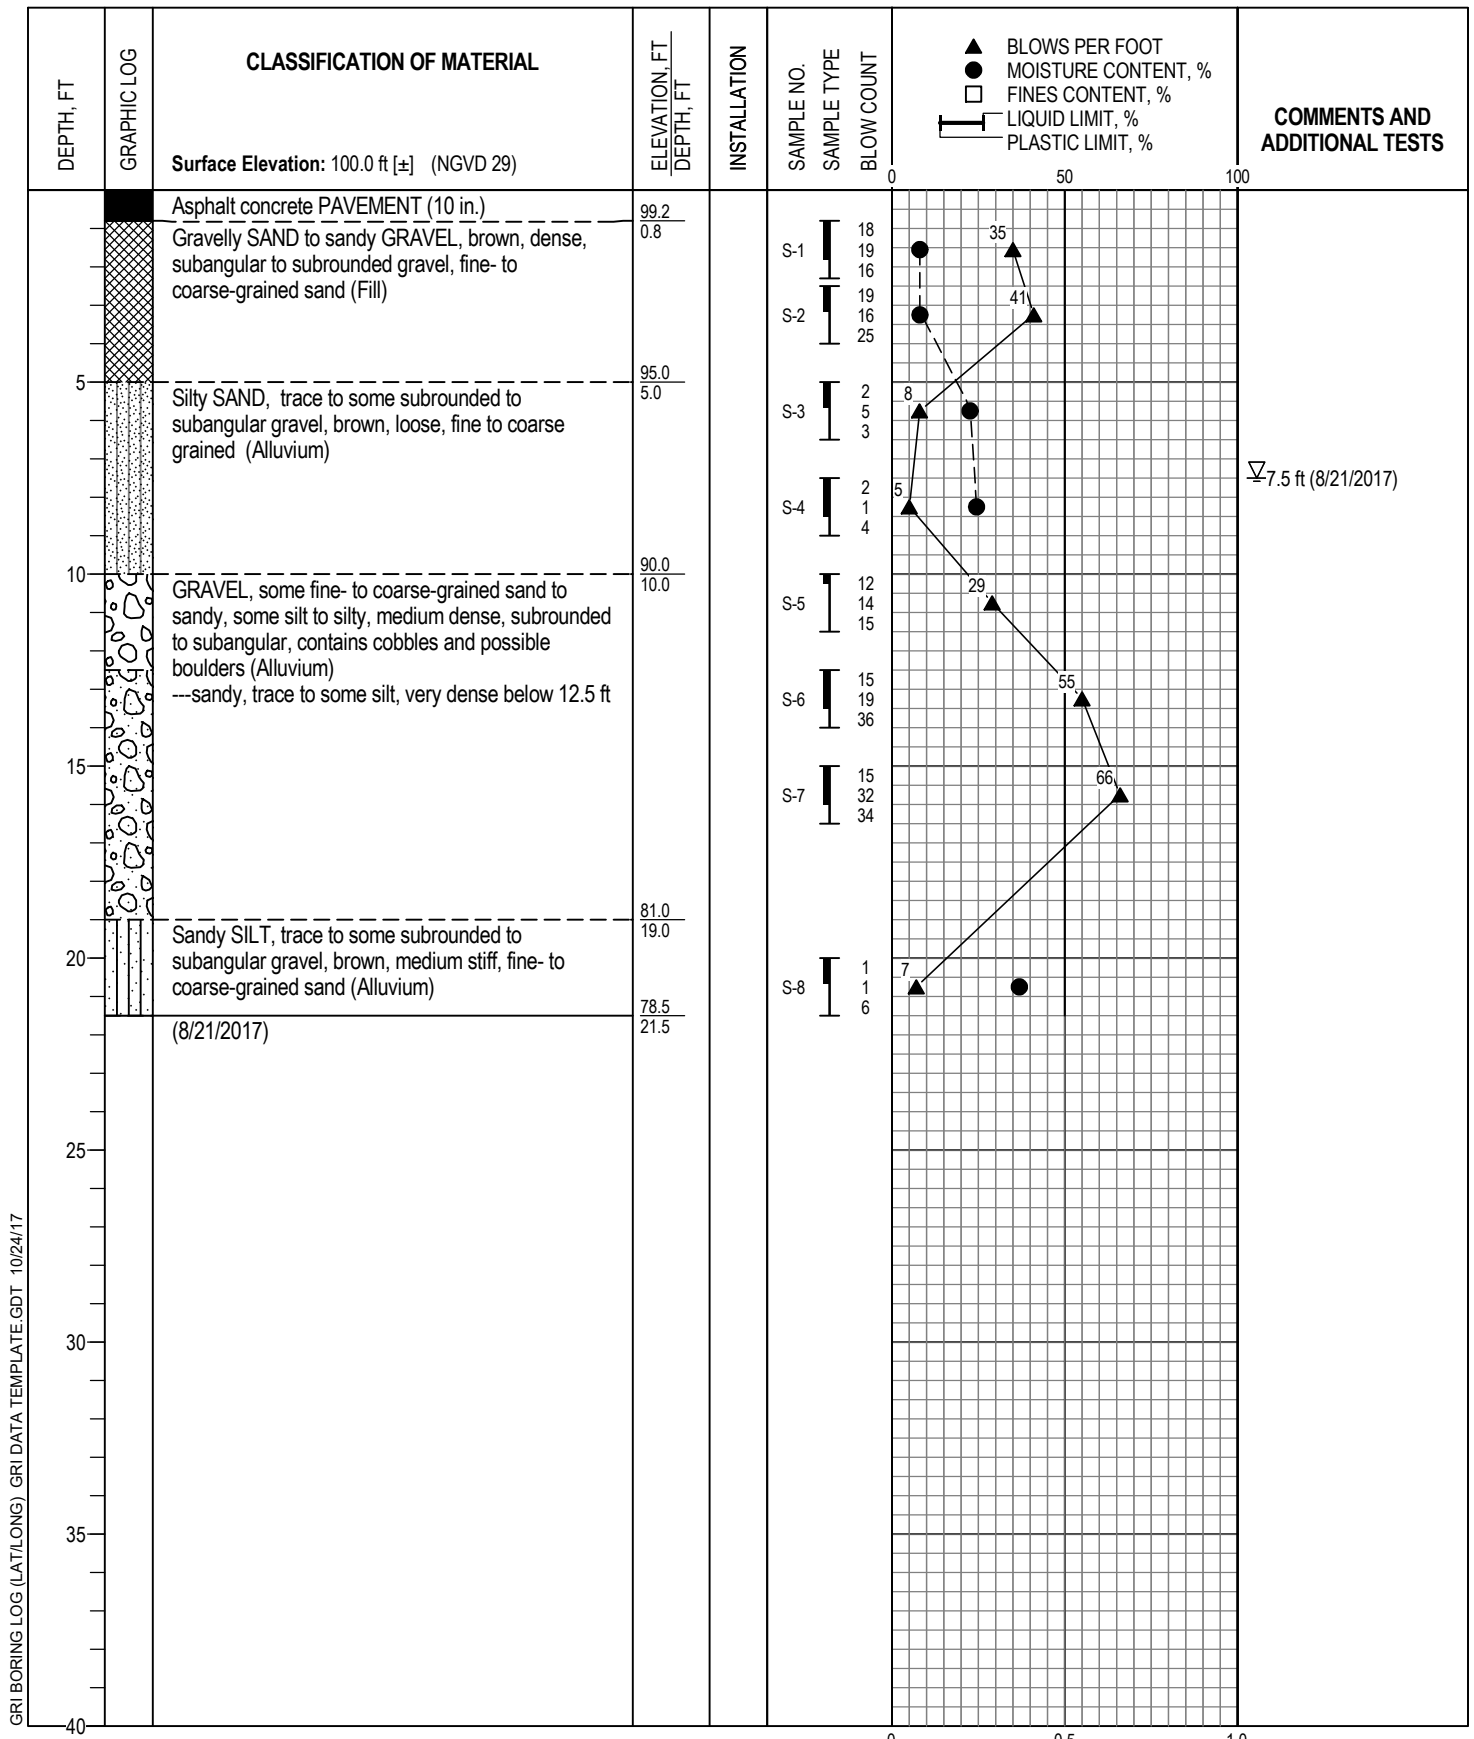 DEPTH, FT
GRAPHIC LOG
CLASSIFICATION OF MATERIAL
Surface Elevation: 100.0 ft [±] (NGVD 29)
ELEVATION, FT
DEPTH, FT
INSTALLATION
SAMPLE NO.
SAMPLE TYPE
BLOW COUNT
BLOWS PER FOOT
MOISTURE CONTENT, %
FINES CONTENT, %
LIQUID LIMIT, %
PLASTIC LIMIT, %
0 50 100
COMMENTS AND
ADDITIONAL TESTS
Asphalt concrete PAVEMENT (10 in.)
99.2
0.8
Gravelly SAND to sandy GRAVEL, brown, dense,
subangular to subrounded gravel, fine- to
coarse-grained sand (Fill)
S-1
18
19
16
35
S-2
19
16
25
41
5
95.0
5.0
Silty SAND, trace to some subrounded to
subangular gravel, brown, loose, fine to coarse
grained (Alluvium)
S-3
2
5
3
8
7.5 ft (8/21/2017)
S-4
2
1
4
5
10
90.0
10.0
GRAVEL, some fine- to coarse-grained sand to
sandy, some silt to silty, medium dense, subrounded
to subangular, contains cobbles and possible
boulders (Alluvium)
---sandy, trace to some silt, very dense below 12.5 ft
S-5
12
14
15
29
S-6
15
19
36
55
15
S-7
15
32
34
66
81.0
19.0
Sandy SILT, trace to some subrounded to
subangular gravel, brown, medium stiff, fine- to
coarse-grained sand (Alluvium)
20
S-8
1
1
6
7
78.5
21.5
(8/21/2017)
25
30
35
40
0 0.5 1.0
GRI BORING LOG (LAT/LONG) GRI DATA TEMPLATE.GDT 10/24/17